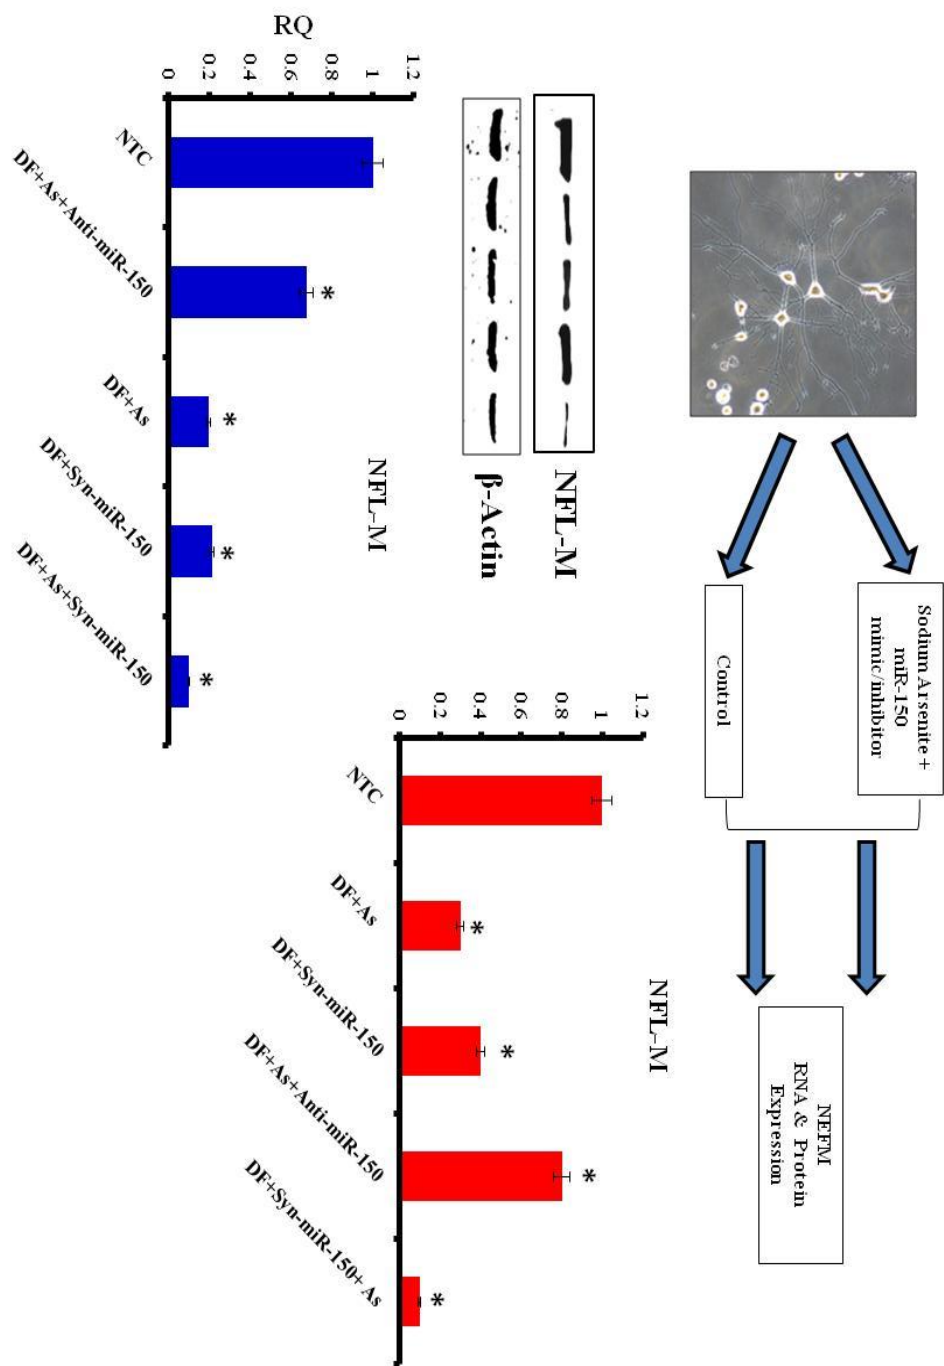 Sodium Arsenite +
miR-150
mimic/inhibitor
Control
NEFM
RNA & Protein
Expression
NFL-M
β-Actin
NFL-M
RQ
1.2
1
0.8
0.6
0.4
0.2
0
NTC
DF+As+Anti-miR-150
DF+As
DF+Syn-miR-150
DF+As+Syn-miR-150
*
*
*
*
NFL-M
1.2
1
0.8
0.6
0.4
0.2
0
NTC
DF+As
DF+Syn-miR-150
DF+As+Anti-miR-150
DF+Syn-miR-150+As
*
*
*
*